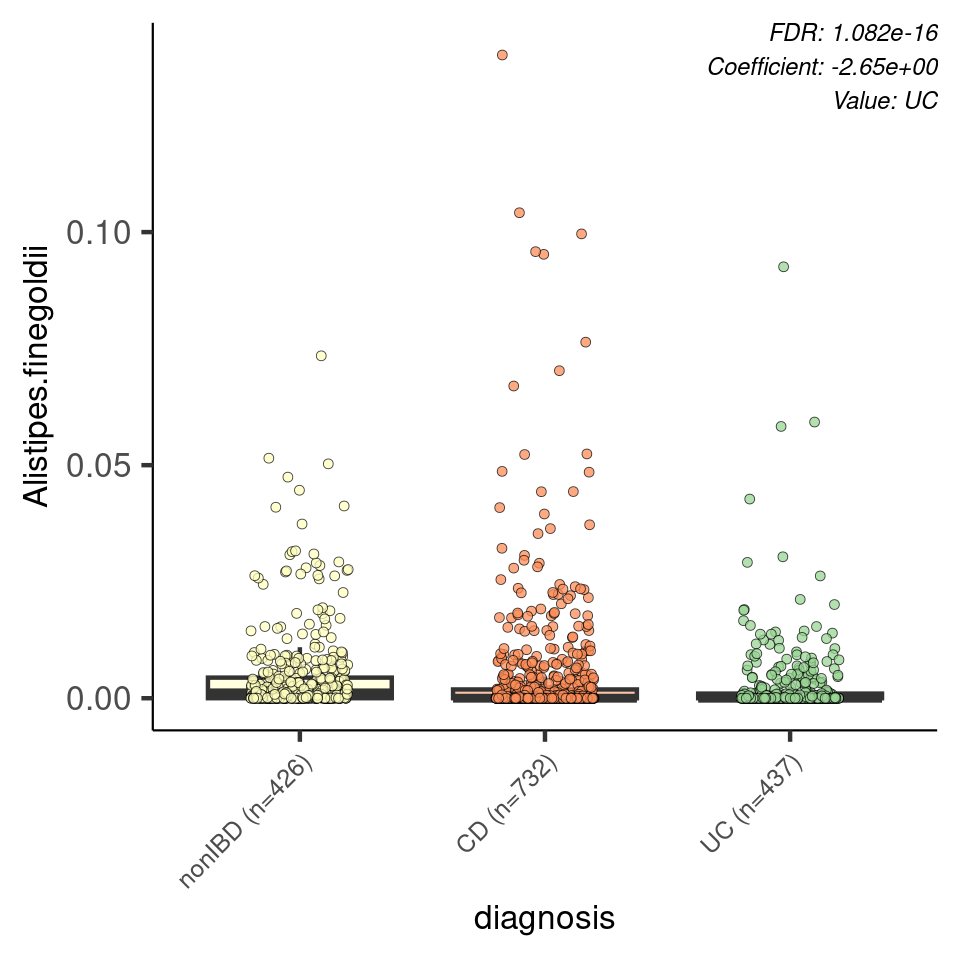 FDR: 1.082e-16
Coefficient: -2.65e+00
Value: UC
Alistipes.finegoldii
0.10
0.05
0.00
nonIBD (n=426)
CD (n=732)
UC (n=437)
diagnosis